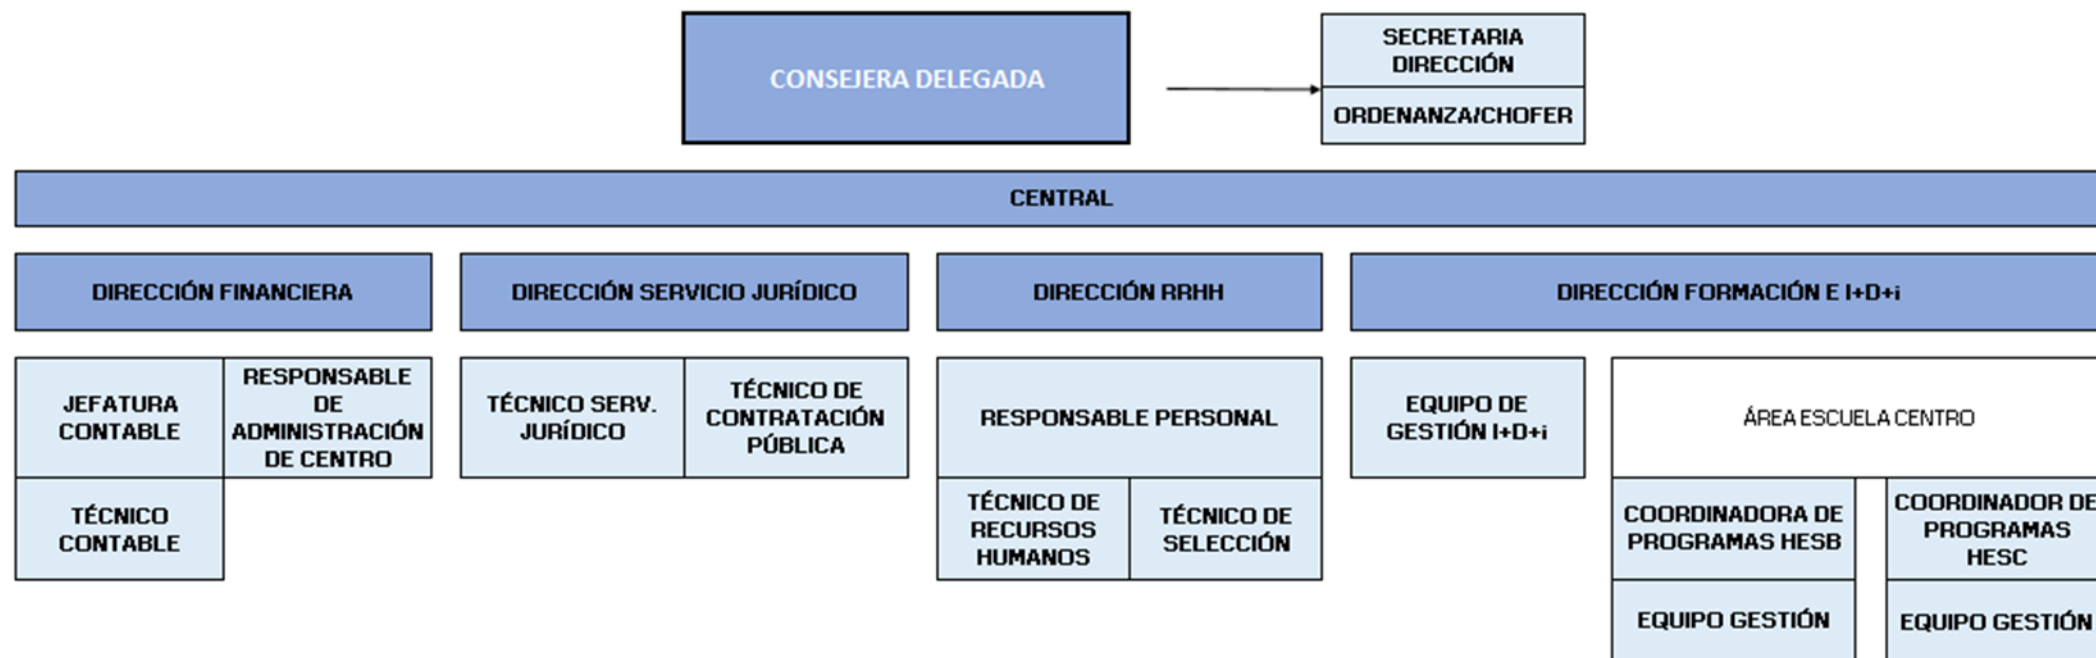 CONSEJERA DELEGADA
SECRETARIA
DIRECCIÓN
ORDENANZA/CHOFER
CENTRAL
DIRECCIÓN FINANCIERA
DIRECCIÓN SERVICIO JURÍDICO
DIRECCIÓN RRHH
DIRECCIÓN FORMACIÓN E I+D+i
JEFATURA
CONTABLE
RESPONSABLE
DE
ADMINISTRACIÓN
DE CENTRO
TÉCNICO SERV.
JURÍDICO
TÉCNICO DE
CONTRATACIÓN
PÚBLICA
RESPONSABLE PERSONAL
EQUIPO DE
GESTIÓN I+D+i
ÁREA ESCUELA CENTRO
TÉCNICO
CONTABLE
TÉCNICO DE
RECURSOS
HUMANOS
TÉCNICO DE
SELECCIÓN
COORDINADORA DE
PROGRAMAS HESB
COORDINADOR DE
PROGRAMAS
HESC
EQUIPO GESTIÓN
EQUIPO GESTIÓN